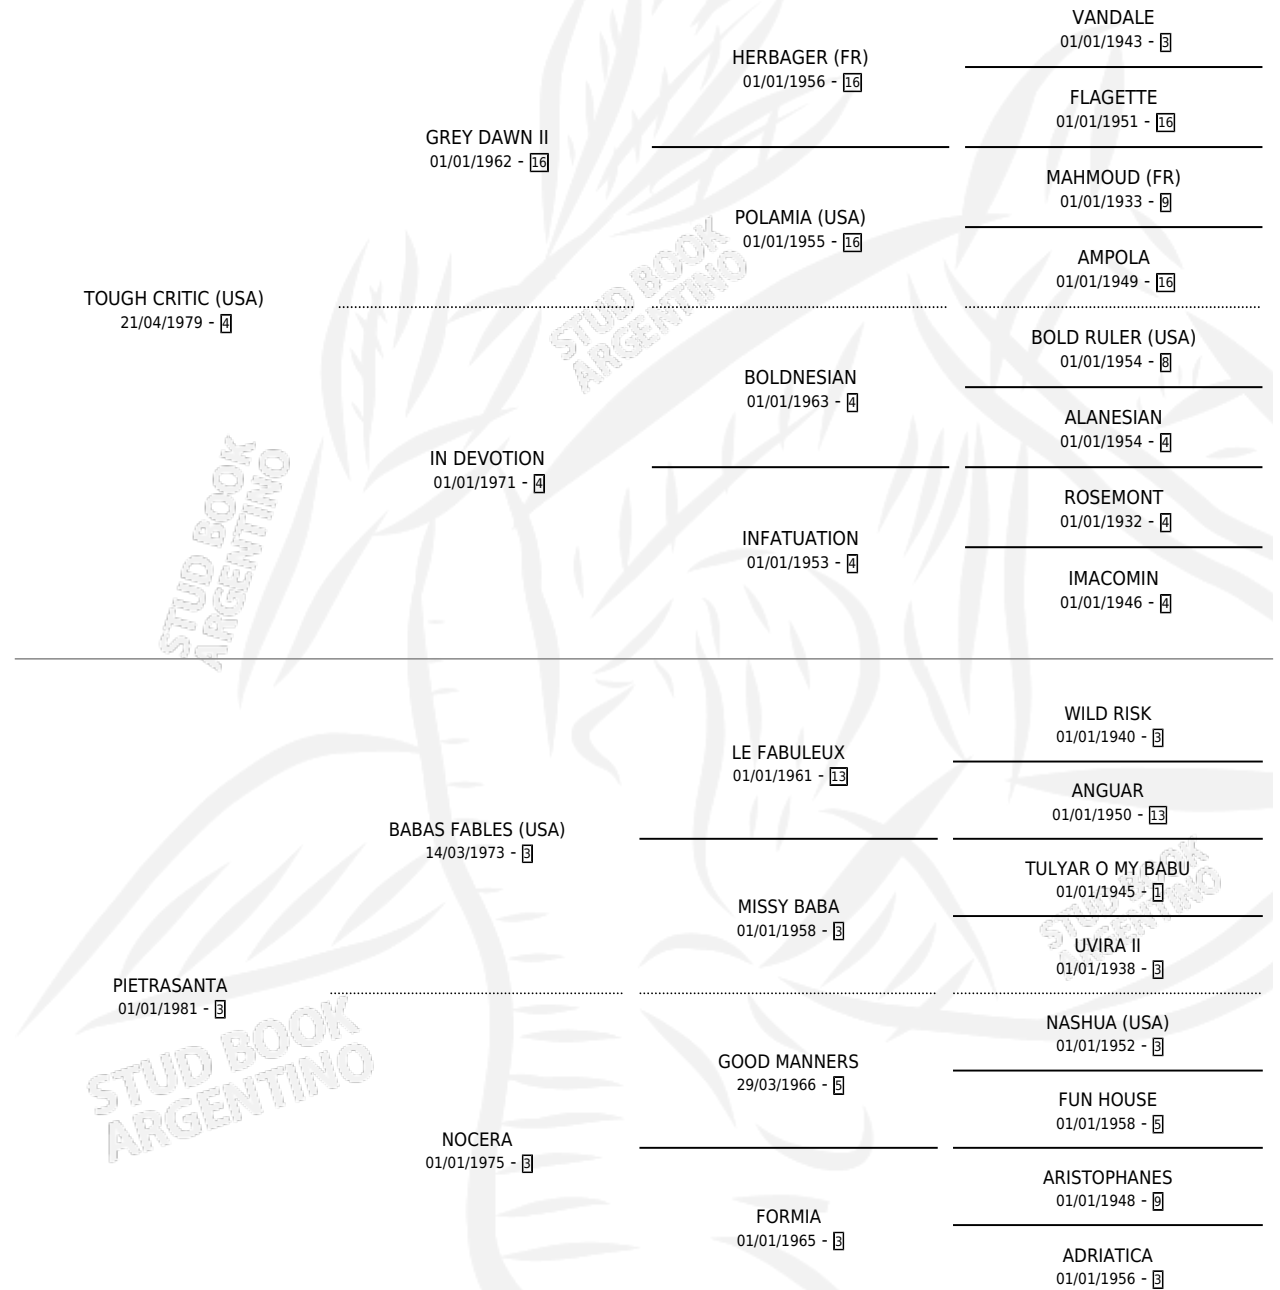 VANDALE
01/01/1943 - 3
HERBAGER (FR)
01/01/1956 - 16
FLAGETTE
01/01/1951 - 16
GREY DAWN II
01/01/1962 - 16
MAHMOUD (FR)
01/01/1933 - 9
POLAMIA (USA)
01/01/1955 - 16
AMPOLA
01/01/1949 - 16
TOUGH CRITIC (USA)
21/04/1979 - 4
STUD BOOK
ARGENTINO
BOLD RULER (USA)
01/01/1954 - 8
BOLDNESIAN
01/01/1963 - 4
ALANESIAN
01/01/1954 - 4
IN DEVOTION
01/01/1971 - 4
ROSEMONT
01/01/1932 - 4
INFATUATION
01/01/1953 - 4
IMACOMIN
01/01/1946 - 4
STUD BOOK
ARGENTINO
WILD RISK
01/01/1940 - 3
LE FABULEUX
01/01/1961 - 13
ANGUAR
01/01/1950 - 13
BABAS FABLES (USA)
14/03/1973 - 3
TULYAR O MY BABU
01/01/1945 - 1
MISSY BABA
01/01/1958 - 3
UVIRA II
01/01/1938 - 3
STUD BOOK
ARGENTINO
PIETRASANTA
01/01/1981 - 3
NASHUA (USA)
01/01/1952 - 3
GOOD MANNERS
29/03/1966 - 5
FUN HOUSE
01/01/1958 - 5
STUD BOOK
ARGENTINO
NOCERA
01/01/1975 - 3
ARISTOPHANES
01/01/1948 - 9
FORMIA
01/01/1965 - 3
ADRIATICA
01/01/1956 - 3